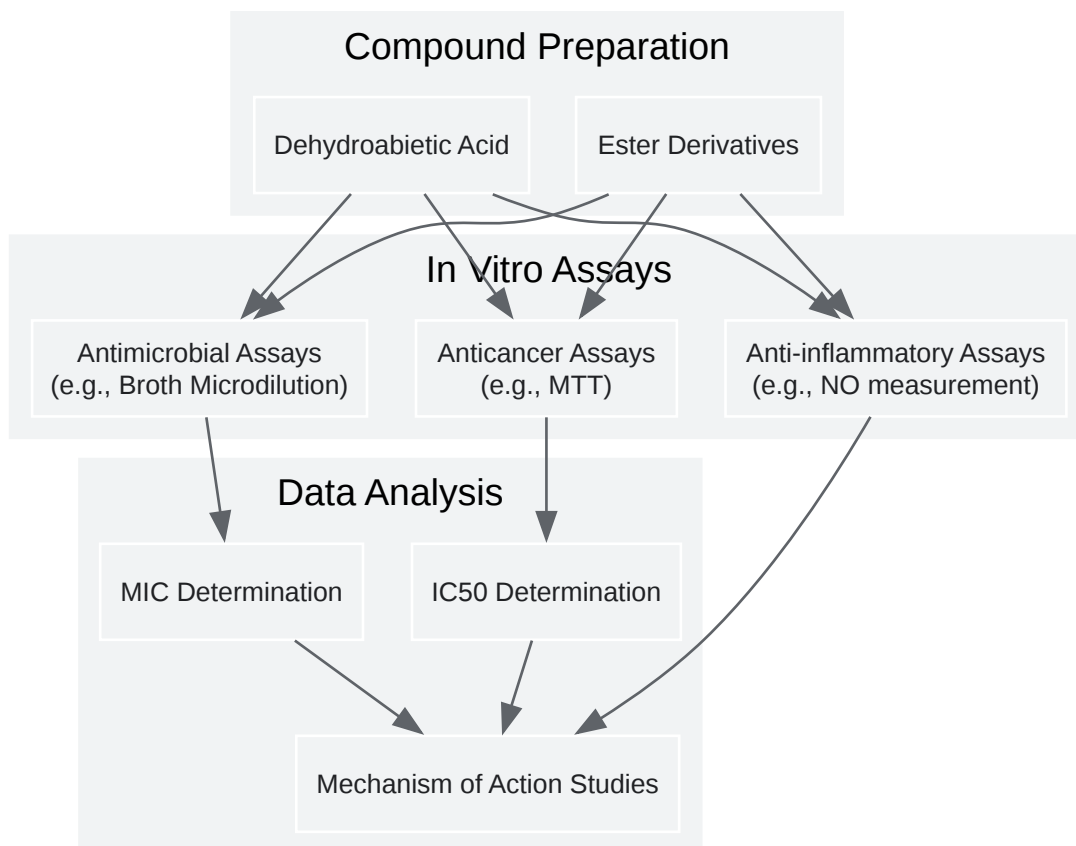 Compound Preparation
Dehydroabietic Acid
Ester Derivatives
In Vitro Assays
Antimicrobial Assays
(e.g., Broth Microdilution)
Anticancer Assays
(e.g., MTT)
Anti-inflammatory Assays
(e.g., NO measurement)
Data Analysis
MIC Determination
IC50 Determination
Mechanism of Action Studies